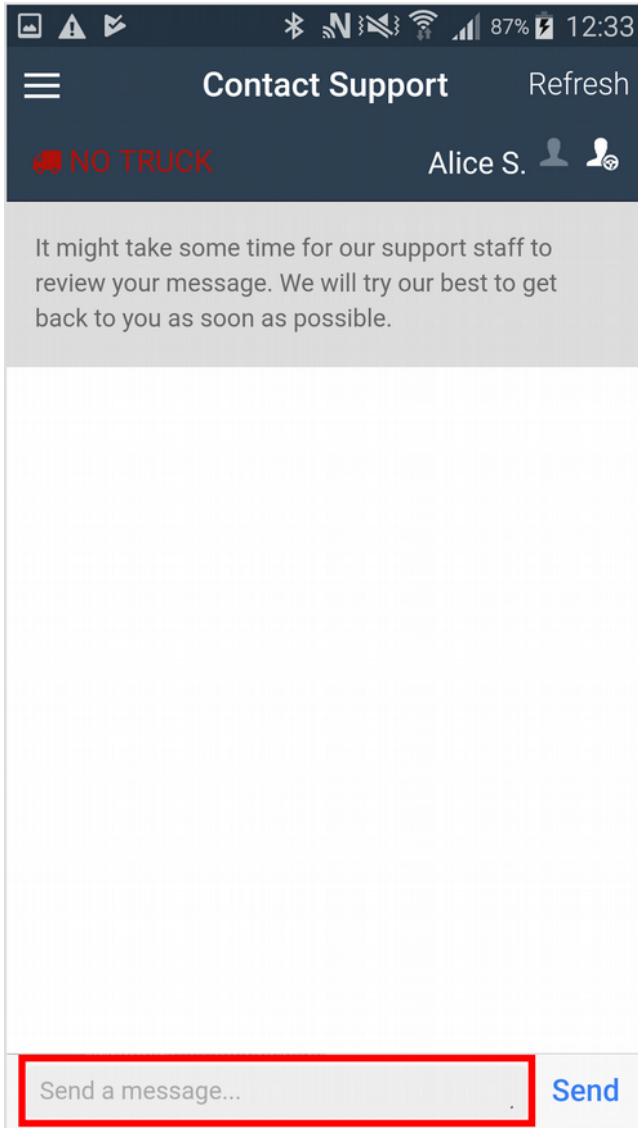 87% 12:33
Contact Support Refresh
NO TRUCK Alice S.
It might take some time for our support staff to
review your message. We will try our best to get
back to you as soon as possible.
Send a message... Send